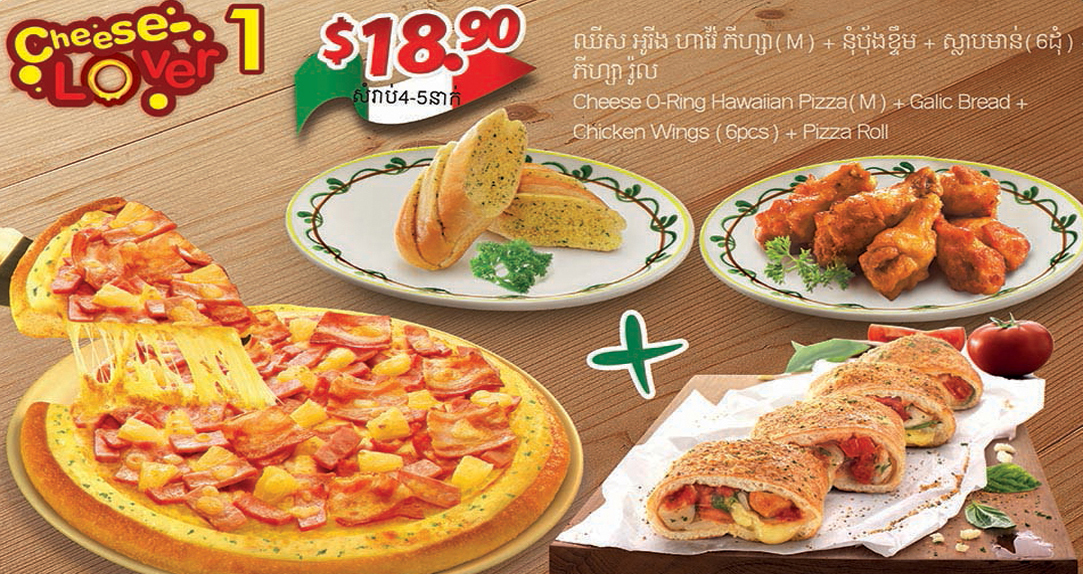 Cheese
Lover 1
$18.90
សំរាប់4-5នាក់
ឈីស អូរីង ហាវ៉ៃ ភីហ្សា(M) + នុំប៉័ងខ្ទឹម + ស្លាបមាន់(6ដុំ)
ភីហ្សា រ៉ូល
Cheese O-Ring Hawaiian Pizza(M) + Galic Bread +
Chicken Wings (6pcs) + Pizza Roll